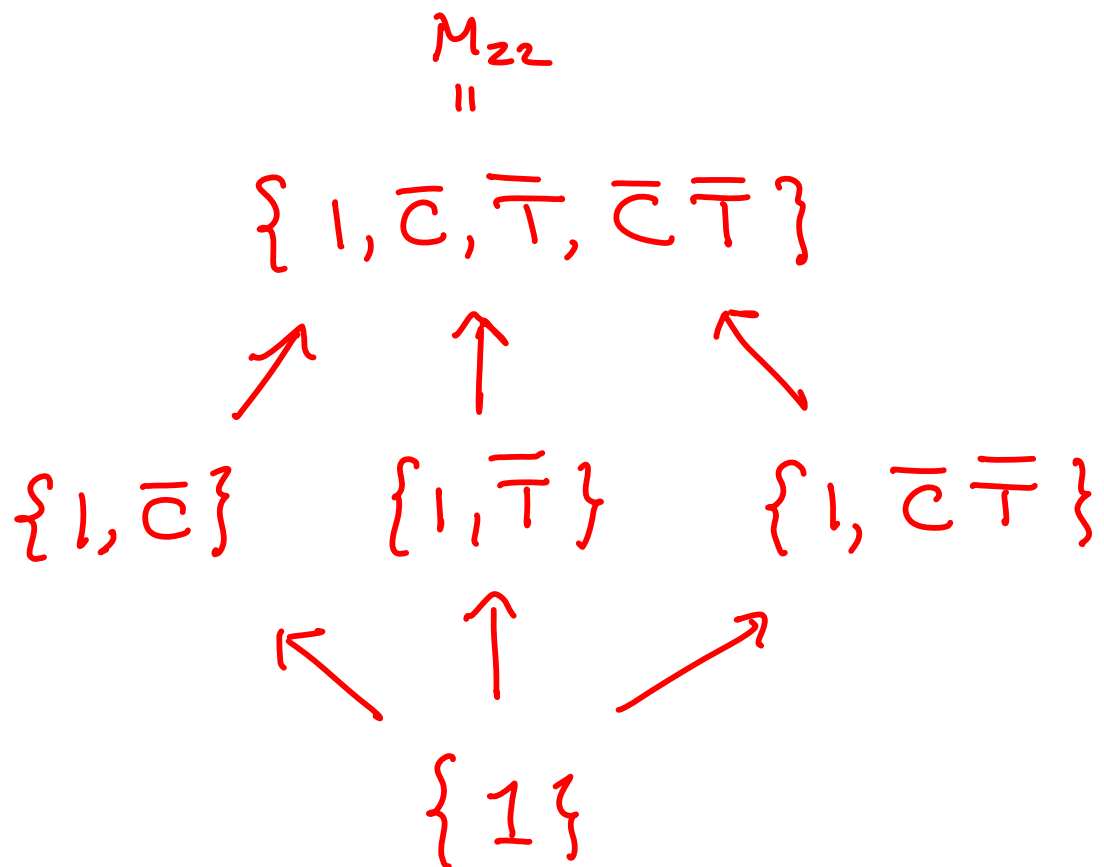 M₂₂
=
{ 1, C̅, T̅, C̅ T̅ }
{1, C̅} {1, T̅} {1, C̅ T̅}
{ 1 }